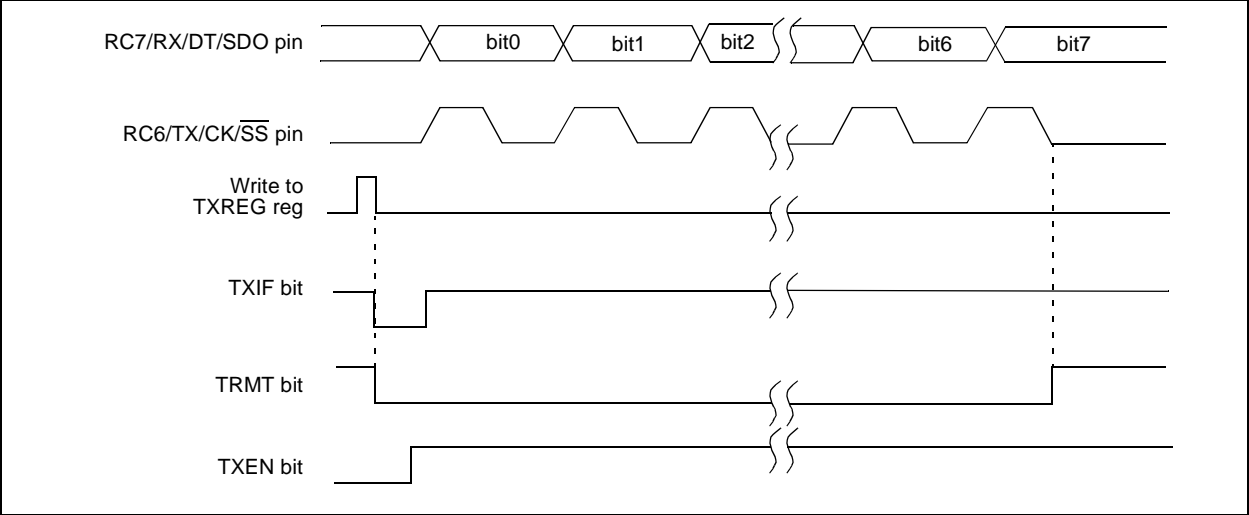 RC7/RX/DT/SDO pin
bit0
bit1
bit2
bit6
bit7
RC6/TX/CK/S̅S̅ pin
Write to
TXREG reg
TXIF bit
TRMT bit
TXEN bit